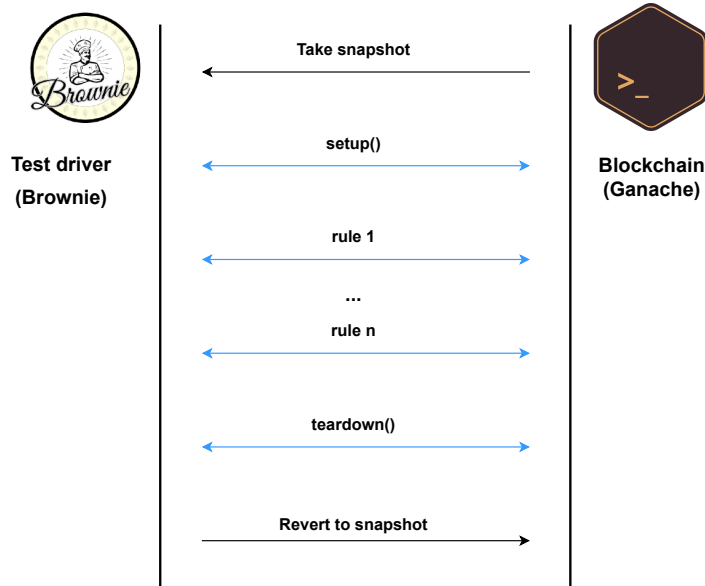 Brownie
Test driver
(Brownie)
Take snapshot
setup()
rule 1
...
rule n
teardown()
Revert to snapshot
>_
Blockchain
(Ganache)